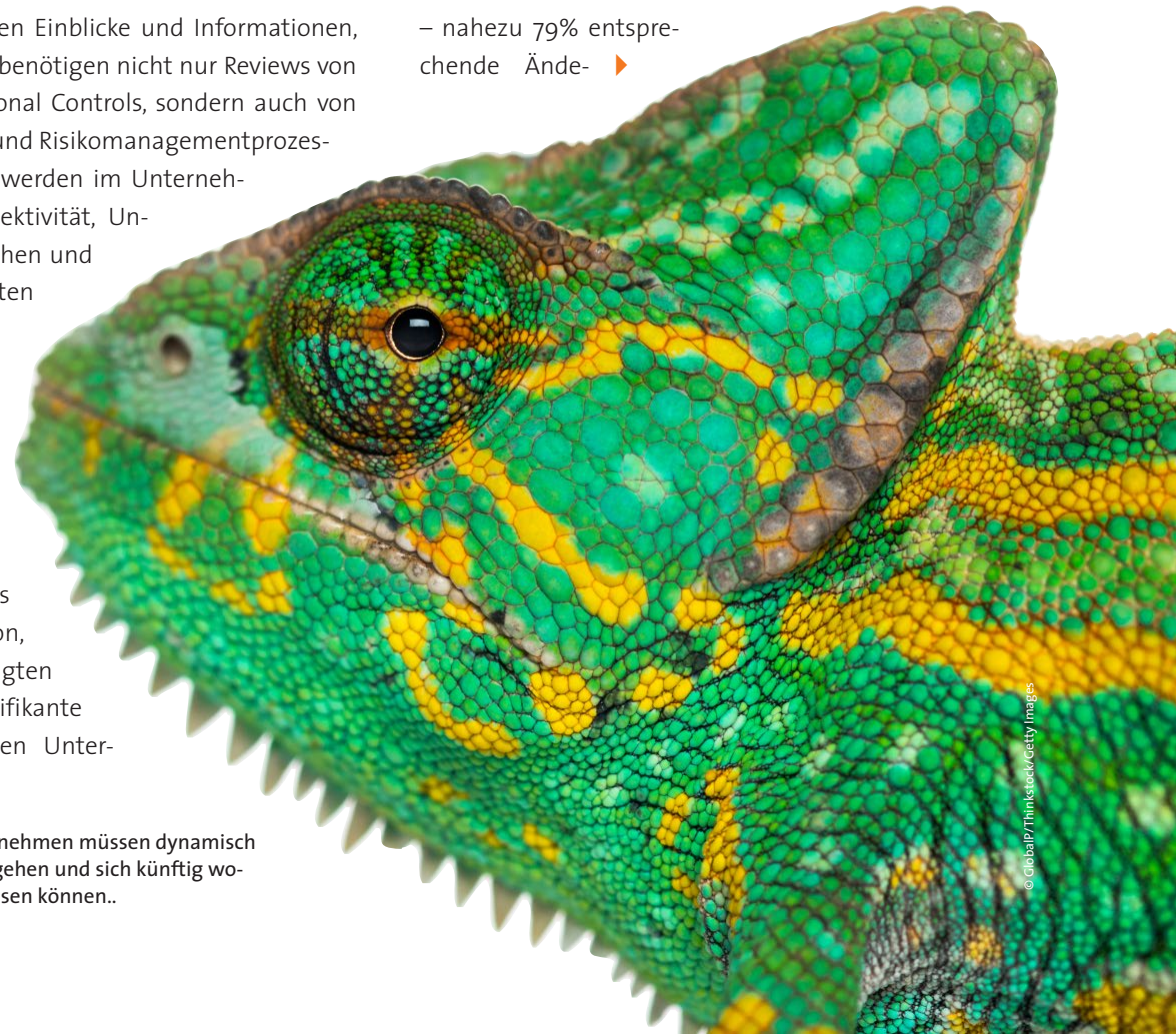 en Einblicke und Informationen,
benötigen nicht nur Reviews von
onal Controls, sondern auch von
und Risikomanagementprozes-
werden im Unterneh-
ektivität, Un-
hen und
ten
s
on,
gten
ifikante
en Unter-
nehmen müssen dynamisch
gehen und sich künftig wo-
sen können..
– nahezu 79% entspre-
chende Ände-
© GlobalP/Thinkstock/Getty Images